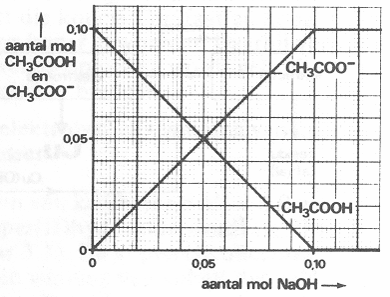 0,10
aantal mol
CH₃COOH
en
CH₃COO⁻
0,05
0
CH₃COO⁻
CH₃COOH
0
0,05
0,10
aantal mol NaOH